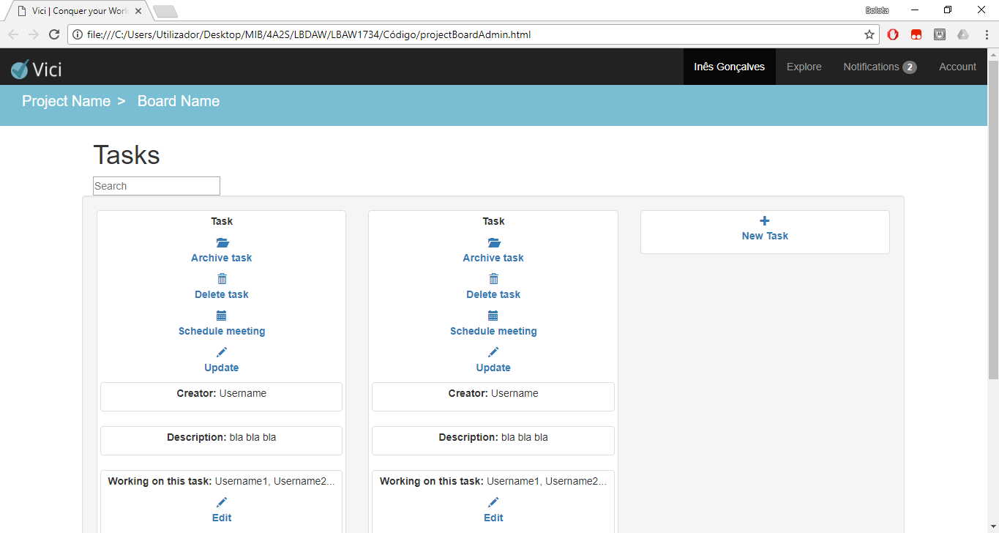 Vici | Conquer your Worl
Bolota
file:///C:/Users/Utilizador/Desktop/MIB/4A2S/LBDAW/LBAW1734/Código/projectBoardAdmin.html
Vici
Inês Gonçalves Explore Notifications 2 Account
Project Name > Board Name
Tasks
Search
Task
Archive task
Delete task
Schedule meeting
Update
Creator: Username
Description: bla bla bla
Working on this task: Username1, Username2...
Edit
Task
Archive task
Delete task
Schedule meeting
Update
Creator: Username
Description: bla bla bla
Working on this task: Username1, Username2...
Edit
New Task